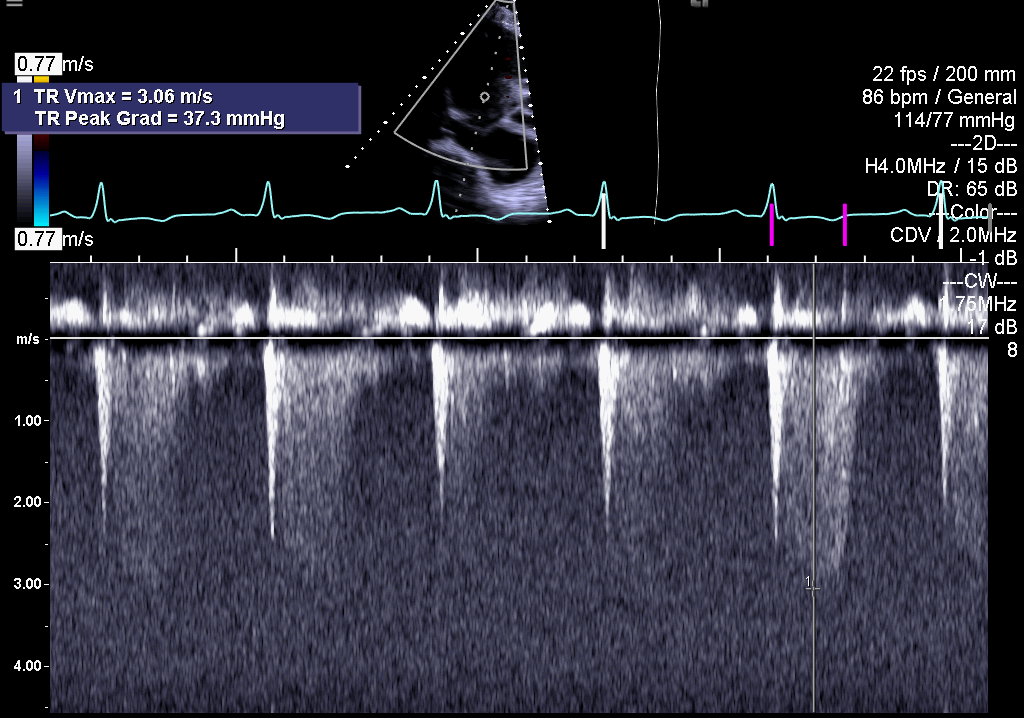 0.77 m/s
1 TR Vmax = 3.06 m/s
TR Peak Grad = 37.3 mmHg
0.77 m/s
22 fps / 200 mm
86 bpm / General
114/77 mmHg
---2D---
H4.0MHz / 15 dB
DR: 65 dB
---Color---
CDV / 2.0MHz
-1 dB
---CW---
1.75MHz
17 dB
8
m/s
1.00
2.00
3.00
4.00
1